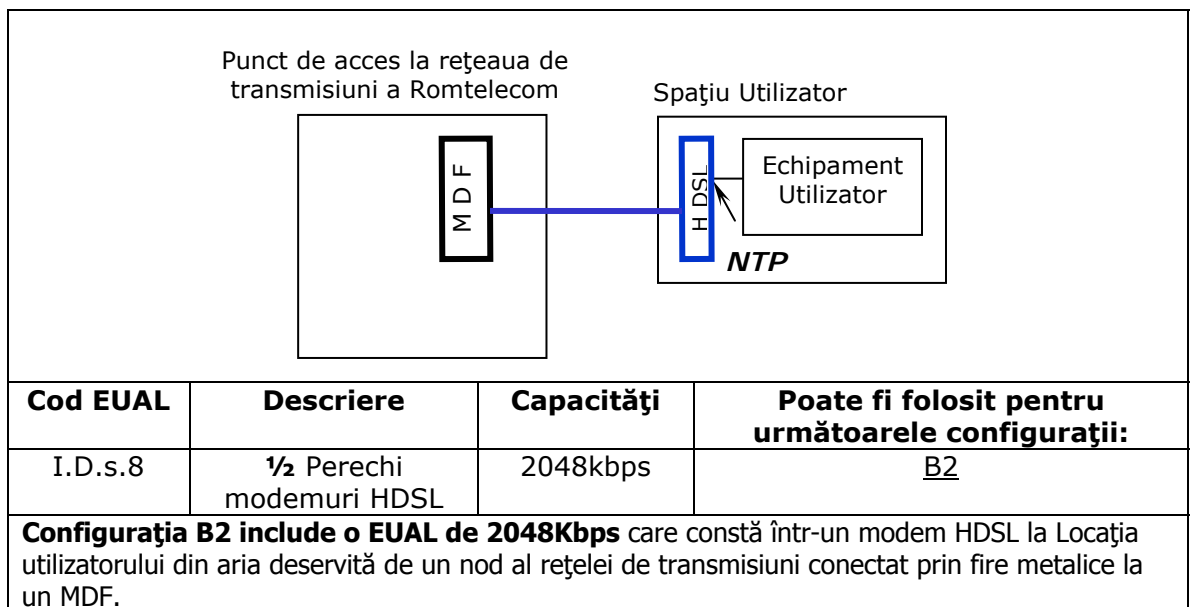 Punct de acces la reţeaua de
transmisiuni a Romtelecom
Spaţiu Utilizator
MDF
HDSL
Echipament
Utilizator
NTP
Cod EUAL
Descriere
Capacităţi
Poate fi folosit pentru
următoarele configuraţii:
I.D.s.8
½ Perechi
modemuri HDSL
2048kbps
B2
Configuraţia B2 include o EUAL de 2048Kbps care constă într-un modem HDSL la Locaţia
utilizatorului din aria deservită de un nod al reţelei de transmisiuni conectat prin fire metalice la
un MDF.